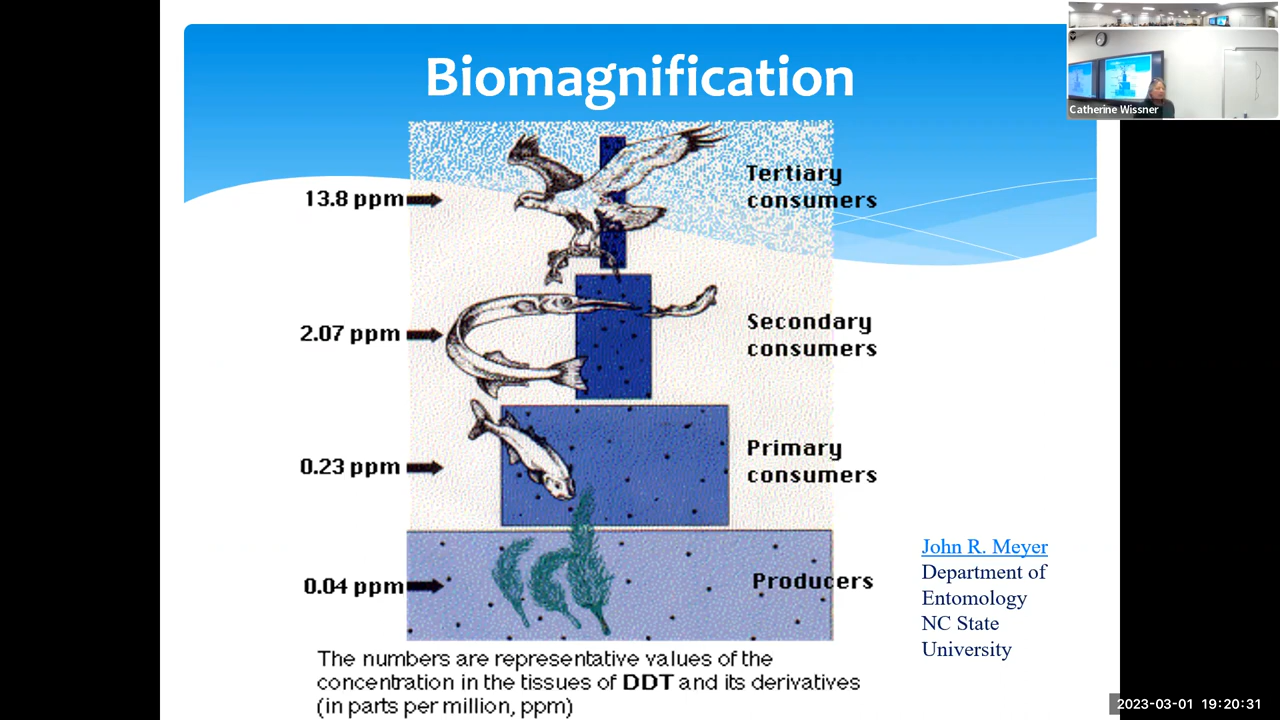 Biomagnification
Catherine Wissner
13.8 ppm
Tertiary
consumers
2.07 ppm
Secondary
consumers
0.23 ppm
Primary
consumers
0.04 ppm
Producers
John R. Meyer
Department of
Entomology
NC State
University
The numbers are representative values of the
concentration in the tissues of DDT and its derivatives
(in parts per million, ppm)
2023-03-01 19:20:31